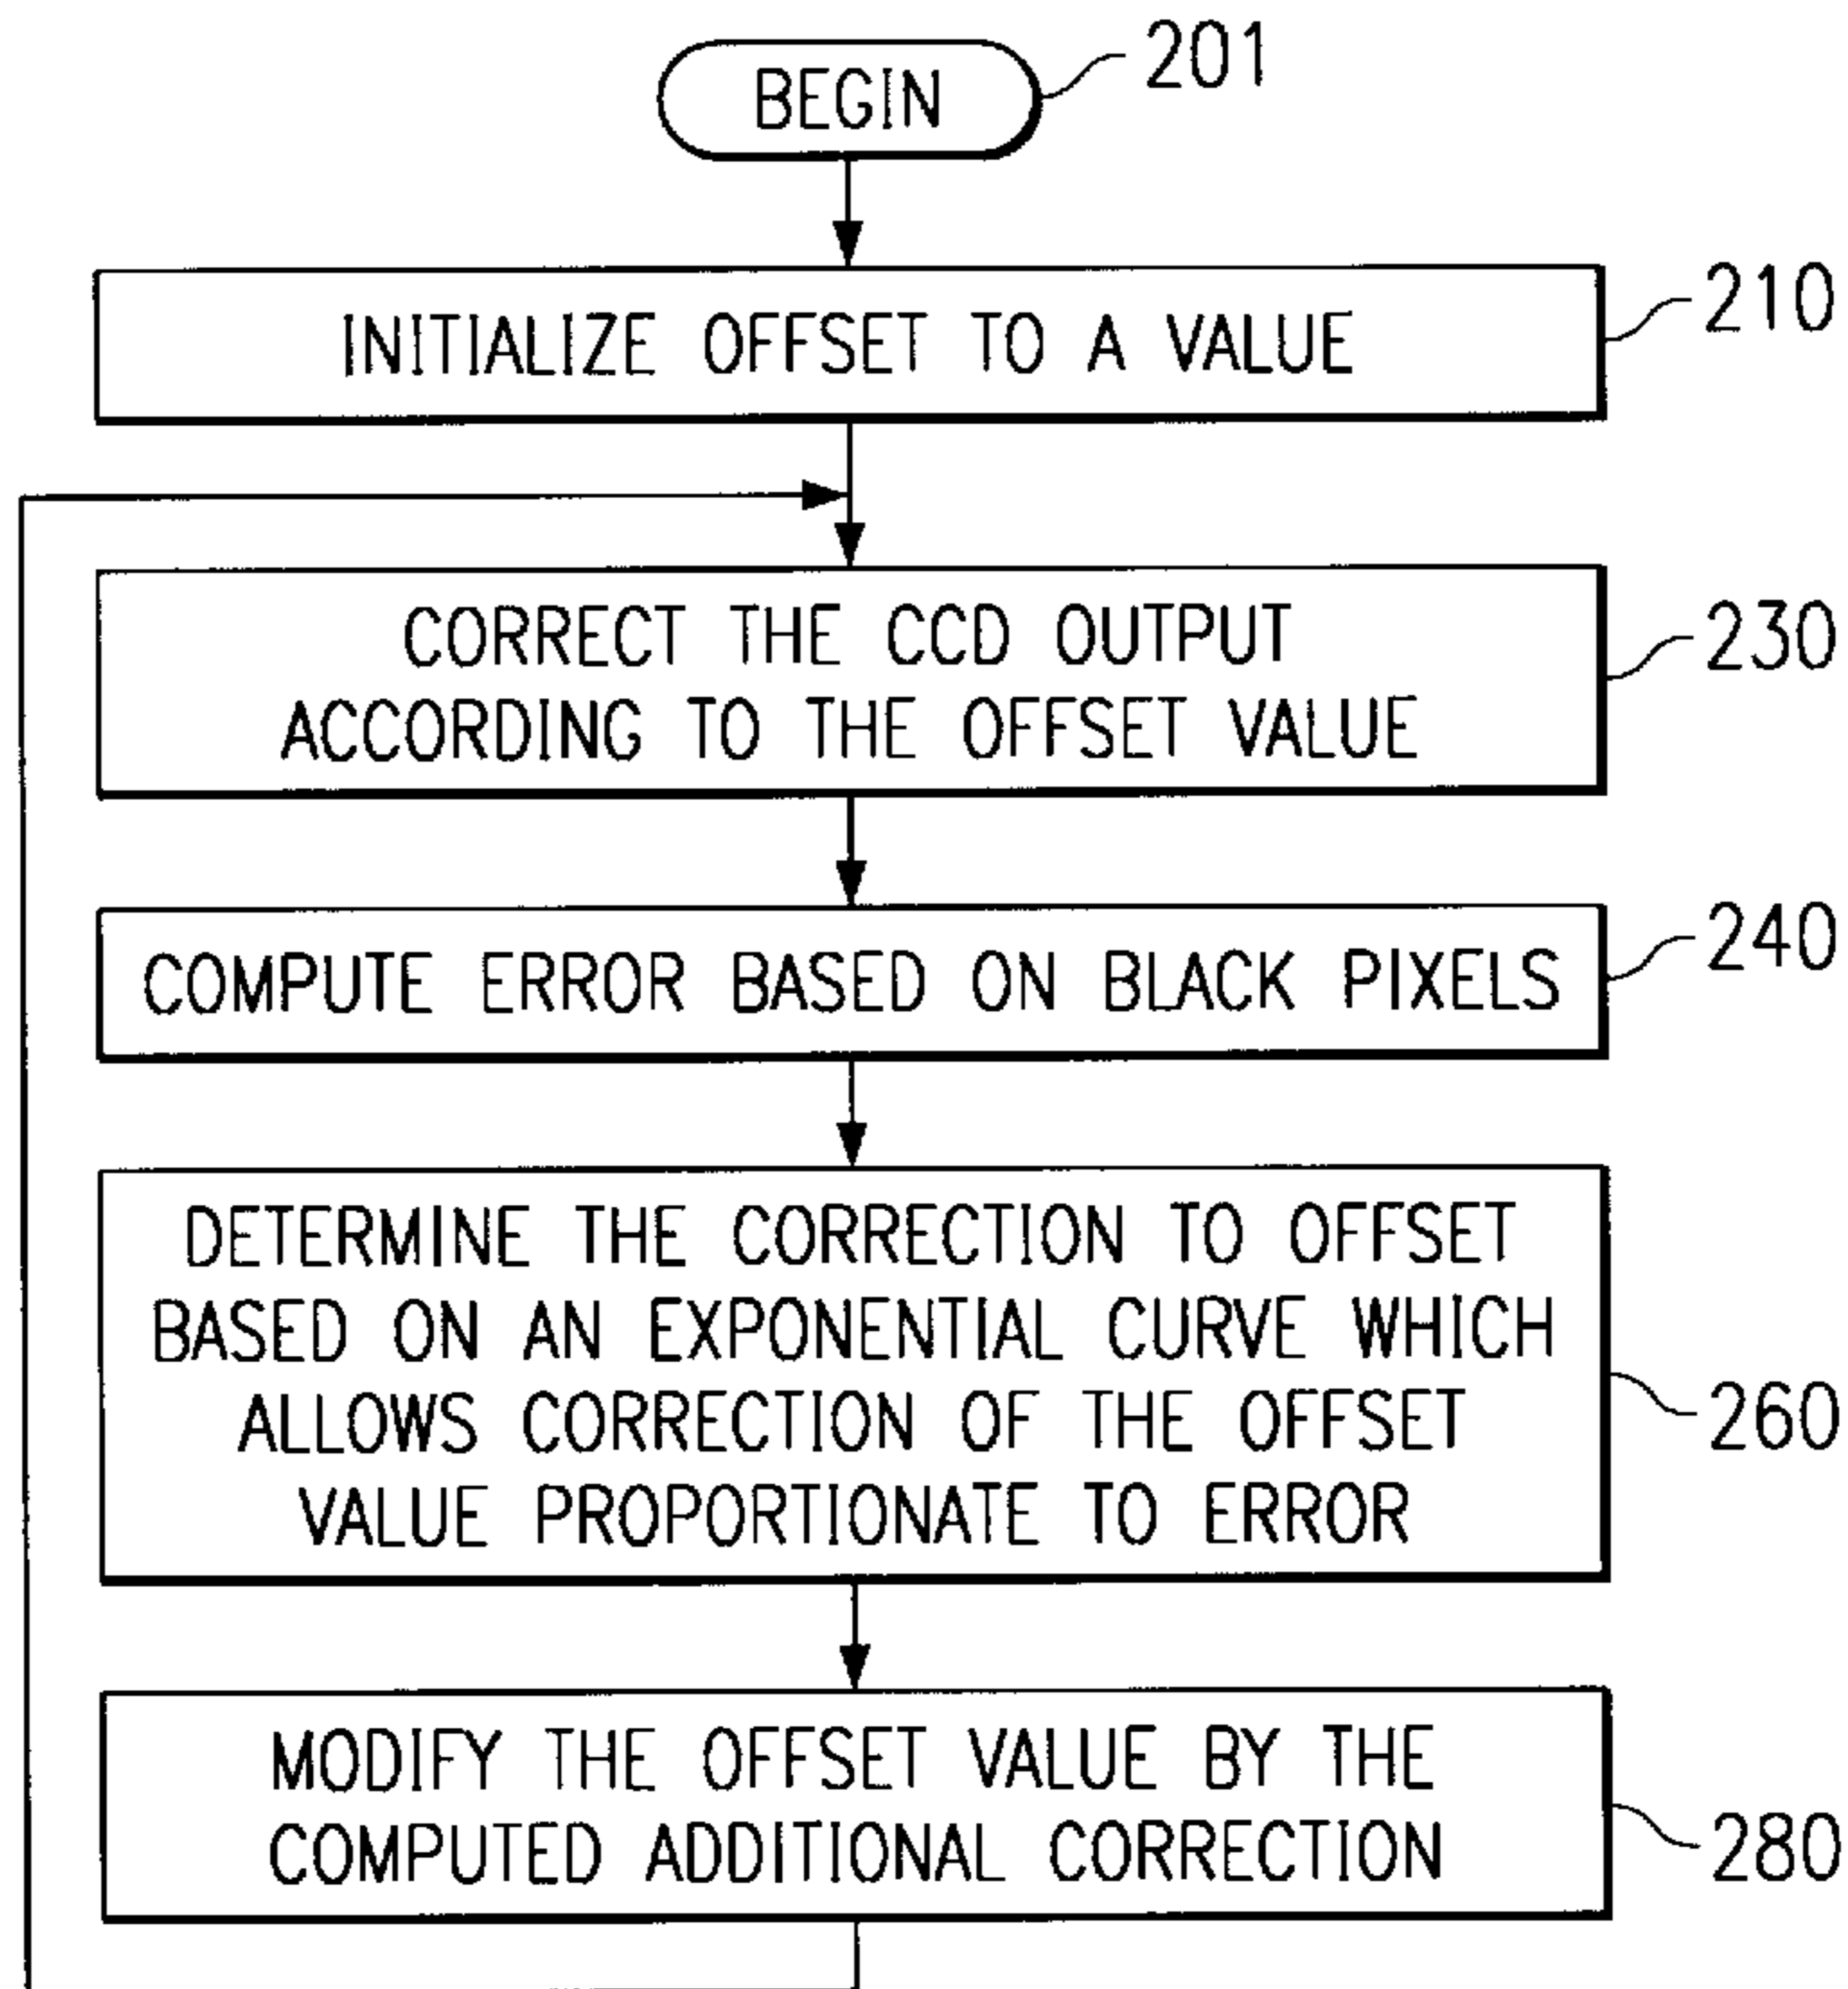 BEGIN
201
INITIALIZE OFFSET TO A VALUE
210
CORRECT THE CCD OUTPUT
ACCORDING TO THE OFFSET VALUE
230
COMPUTE ERROR BASED ON BLACK PIXELS
240
DETERMINE THE CORRECTION TO OFFSET
BASED ON AN EXPONENTIAL CURVE WHICH
ALLOWS CORRECTION OF THE OFFSET
VALUE PROPORTIONATE TO ERROR
260
MODIFY THE OFFSET VALUE BY THE
COMPUTED ADDITIONAL CORRECTION
280